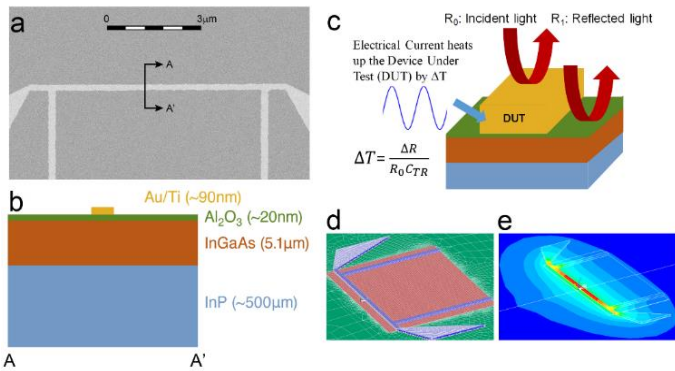 a
0
3μm
A
A'
b
Au/Ti (~90nm)
Al2O3 (~20nm)
InGaAs (5.1μm)
InP (~500μm)
A
A'
c
R0: Incident light
R1: Reflected light
Electrical Current heats
up the Device Under
Test (DUT) by ΔT
DUT
ΔT = ΔR / R0CTR
d
e